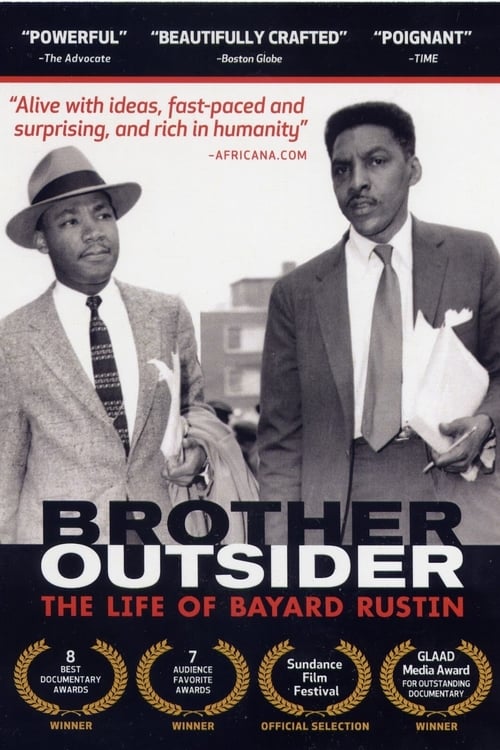 "POWERFUL" "BEAUTIFULLY CRAFTED" "POIGNANT"
–The Advocate –Boston Globe –TIME
"Alive with ideas, fast-paced and
surprising, and rich in humanity"
–AFRICANA.COM
BROTHER
OUTSIDER
THE LIFE OF BAYARD RUSTIN
8
BEST
DOCUMENTARY
AWARDS
WINNER
7
AUDIENCE
FAVORITE
AWARDS
WINNER
Sundance
Film
Festival
OFFICIAL SELECTION
GLAAD
Media Award
FOR OUTSTANDING
DOCUMENTARY
WINNER